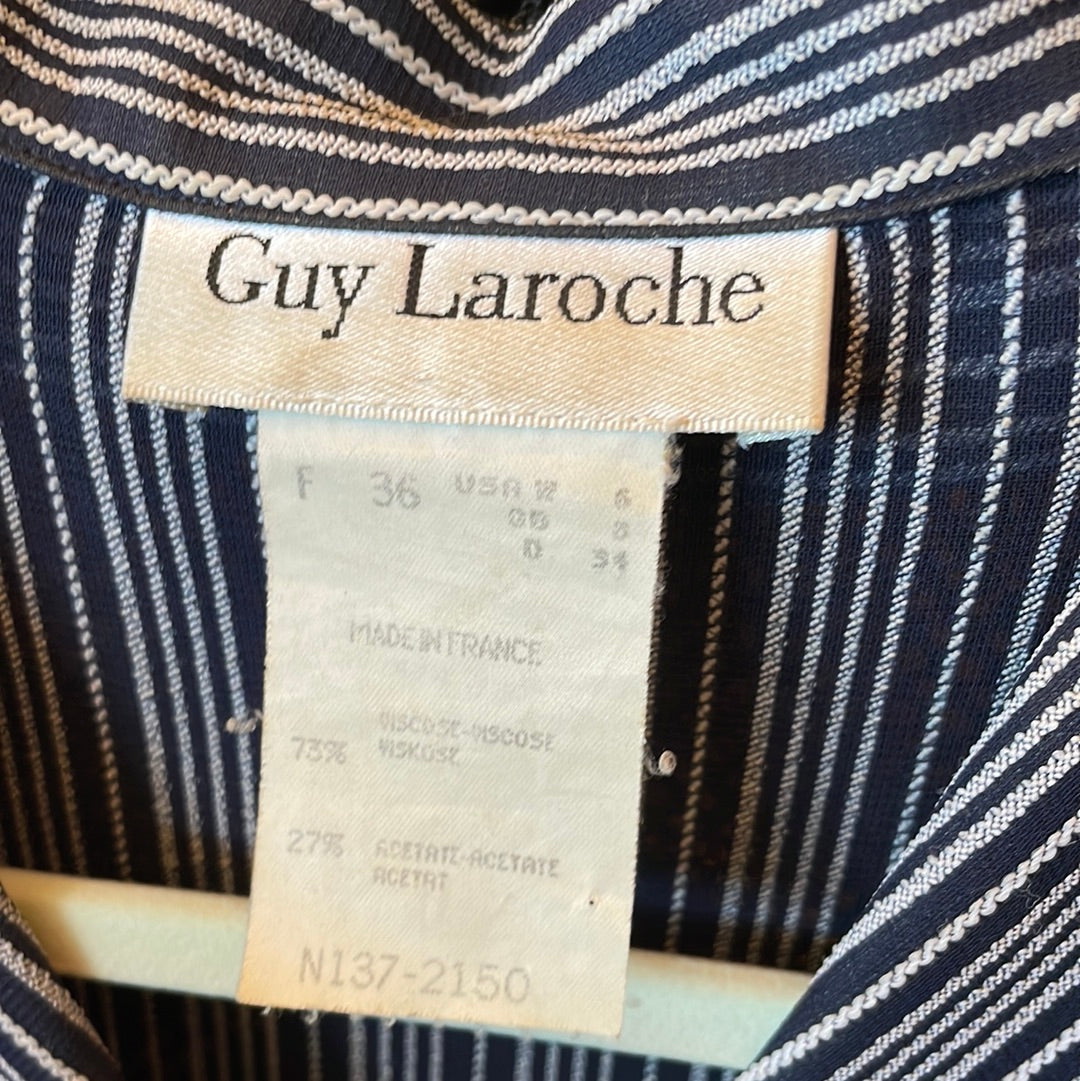 Guy Laroche
F 36 USA 6
GB 8
D 34
MADE IN FRANCE
VISCOSE-VISCOSE
73% VISKOSE
27% ACETATE-ACETATE
ACETAT
N137-2150